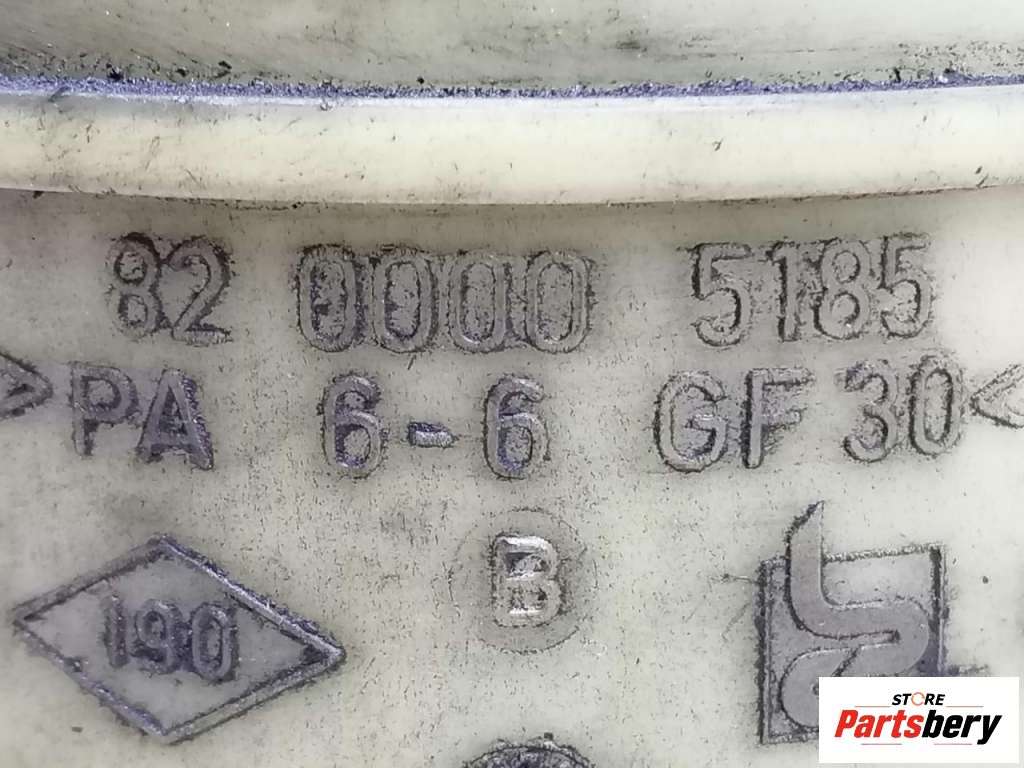 82 0000 5185
>PA 6-6 GF30<
B
190
STORE
Partsbery